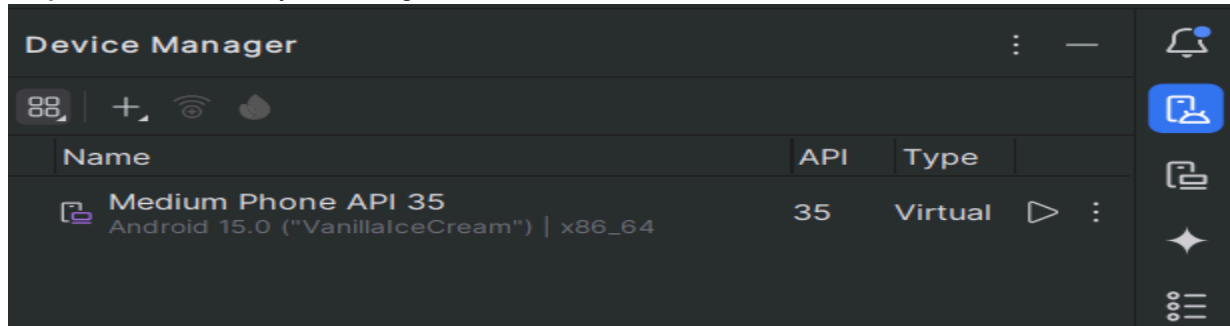 Device Manager
Name API Type
Medium Phone API 35 35 Virtual
Android 15.0 ("VanillaIceCream") | x86_64